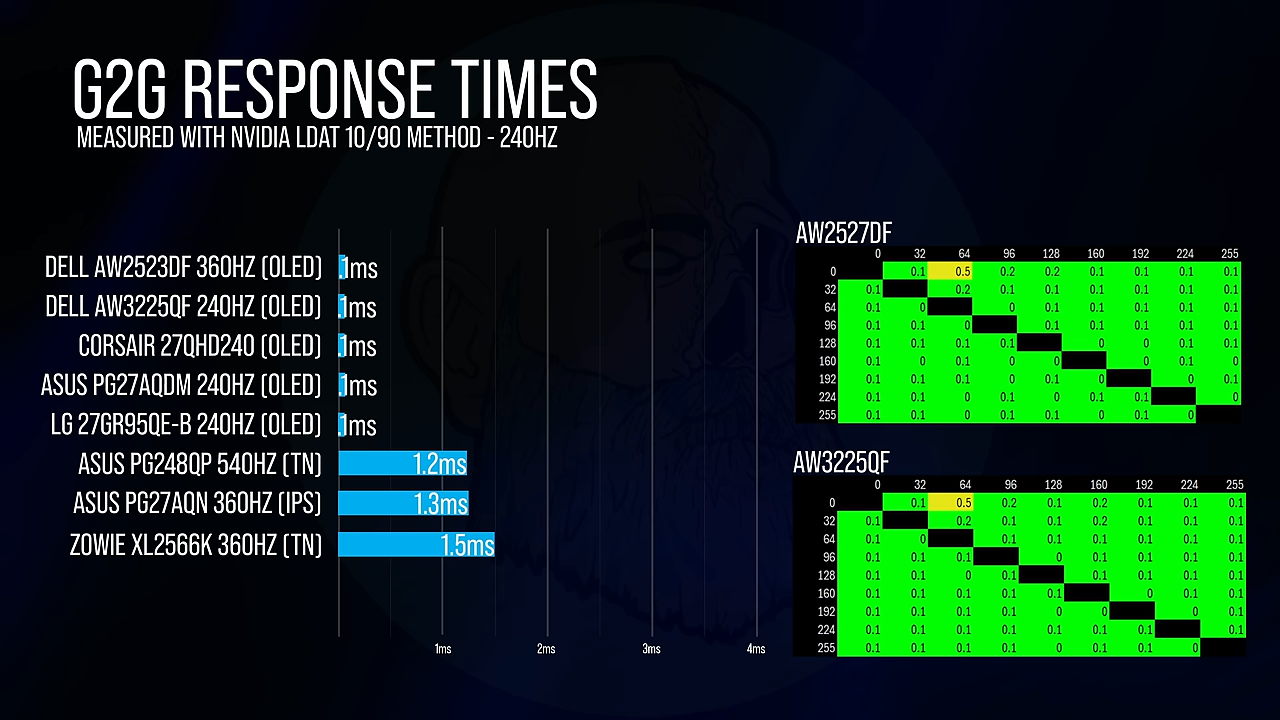 G2G RESPONSE TIMES
MEASURED WITH NVIDIA LDAT 10/90 METHOD - 240HZ
DELL AW2523DF 360HZ (OLED) .1ms
DELL AW3225QF 240HZ (OLED) .1ms
CORSAIR 27QHD240 (OLED) .1ms
ASUS PG27AQDM 240HZ (OLED) .1ms
LG 27GR95QE-B 240HZ (OLED) .1ms
ASUS PG248QP 540HZ (TN) 1.2ms
ASUS PG27AQN 360HZ (IPS) 1.3ms
ZOWIE XL2566K 360HZ (TN) 1.5ms
1ms 2ms 3ms 4ms
AW2527DF
0 32 64 96 128 160 192 224 255
0 0.1 0.5 0.2 0.2 0.1 0.1 0.1 0.1
32 0.1 0.2 0.1 0.1 0.1 0.1 0.1 0.1
64 0.1 0 0 0.1 0.1 0.1 0.1 0.1
96 0.1 0.1 0 0.1 0.1 0.1 0.1 0.1
128 0.1 0.1 0.1 0.1 0 0 0.1 0.1
160 0.1 0 0.1 0.1 0 0 0.1 0
192 0.1 0.1 0.1 0 0.1 0 0 0.1
224 0.1 0.1 0.1 0 0.1 0.1 0 0
255 0.1 0.1 0.1 0 0.1 0.1 0.1 0
AW3225QF
0 32 64 96 128 160 192 224 255
0 0.1 0.5 0.2 0.1 0.2 0.1 0.1 0.1
32 0.1 0.2 0.1 0.1 0.2 0.1 0.1 0.1
64 0.1 0 0 0.1 0.1 0.1 0.1 0.1
96 0.1 0.1 0 0.1 0.1 0.1 0.1 0.1
128 0.1 0.1 0 0.1 0.1 0.1 0.1 0.1
160 0.1 0.1 0.1 0.1 0.1 0 0.1 0.1
192 0.1 0.1 0.1 0.1 0 0 0 0.1
224 0.1 0.1 0.1 0.1 0.1 0.1 0.1 0.1
255 0.1 0.1 0.1 0.1 0 0.1 0.1 0